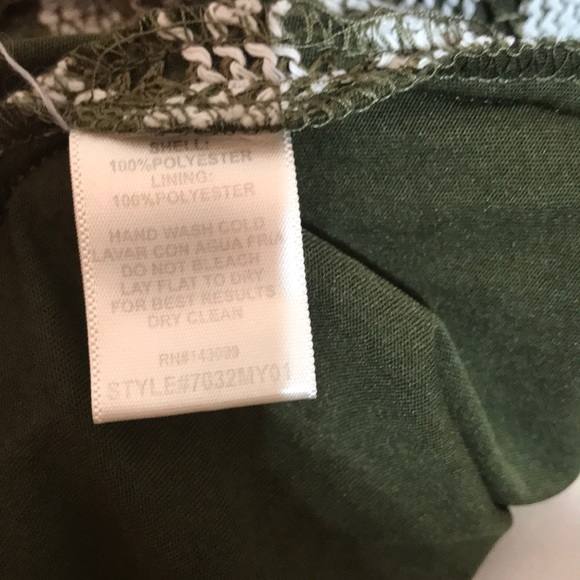 SHELL:
100%POLYESTER
LINING:
100%POLYESTER
HAND WASH COLD
LAVAR CON AGUA FRIA
DO NOT BLEACH
LAY FLAT TO DRY
FOR BEST RESULTS
DRY CLEAN
STYLE#7032MY01